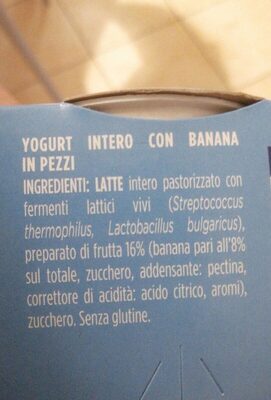 YOGURT INTERO CON BANANA
IN PEZZI
INGREDIENTI: LATTE intero pastorizzato con
fermenti lattici vivi (Streptococcus
thermophilus, Lactobacillus bulgaricus),
preparato di frutta 16% (banana pari all'8%
sul totale, zucchero, addensante: pectina,
correttore di acidità: acido citrico, aromi),
zucchero. Senza glutine.